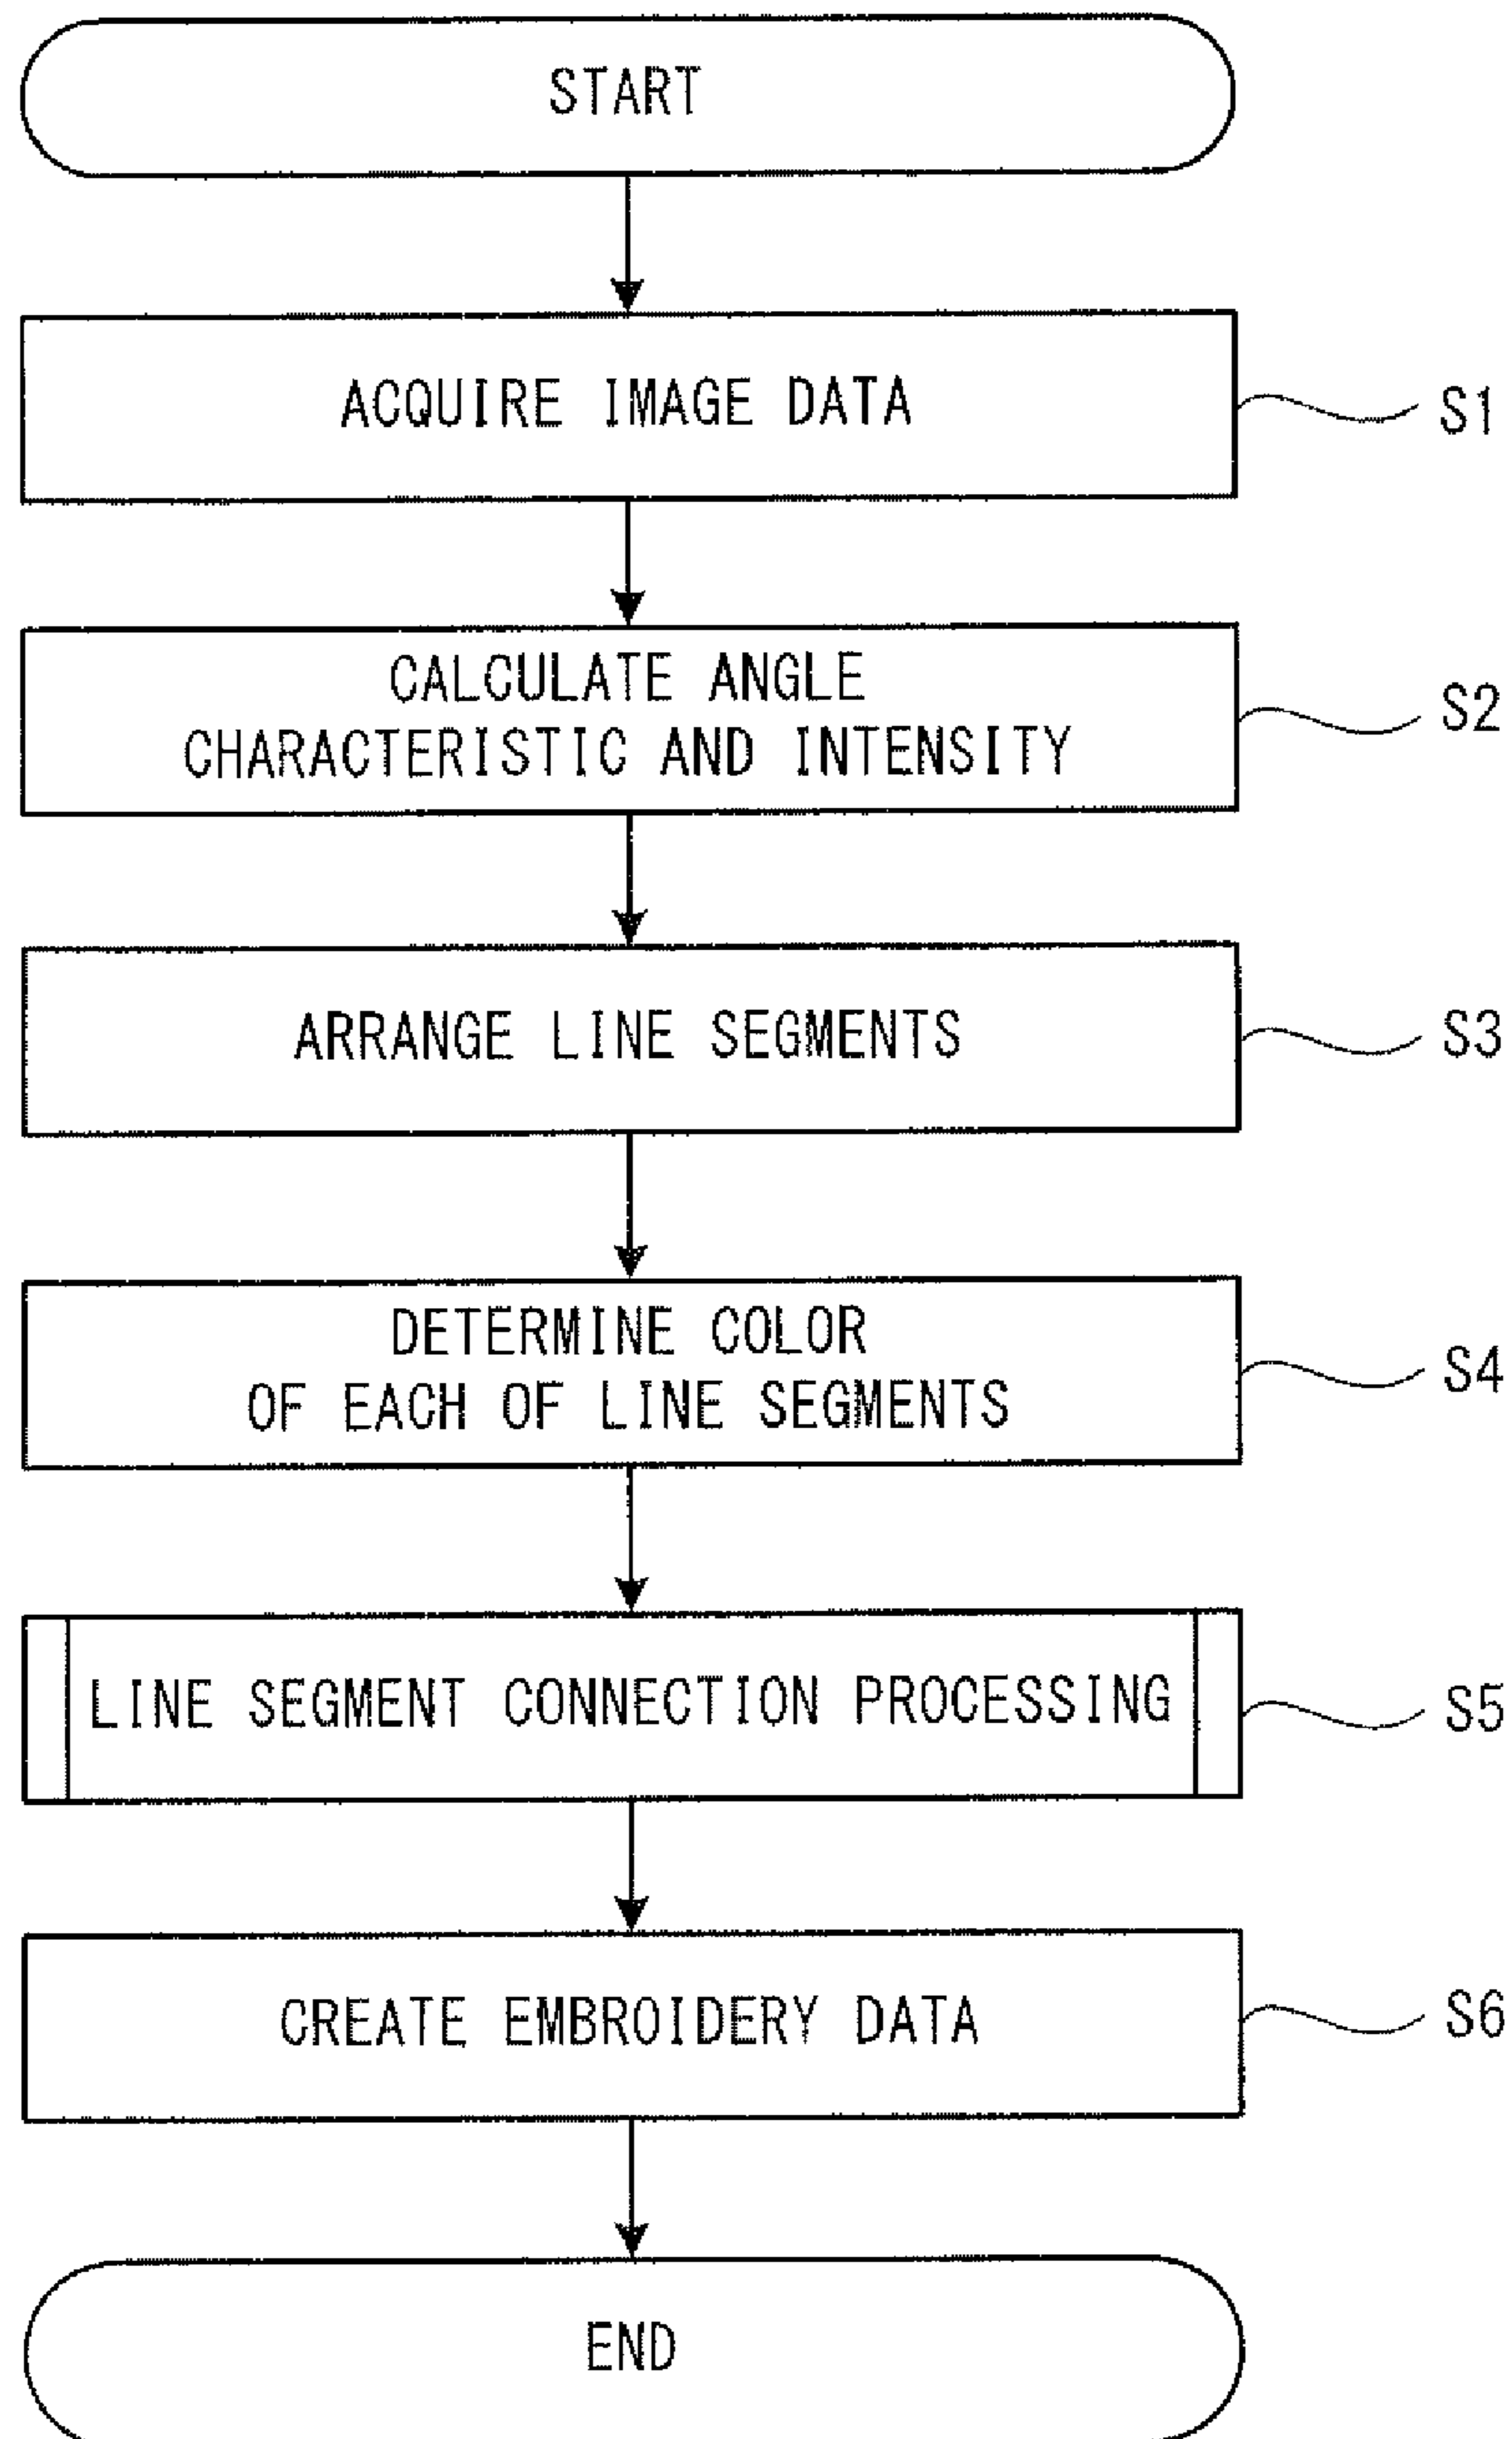 START
ACQUIRE IMAGE DATA
S1
CALCULATE ANGLE
CHARACTERISTIC AND INTENSITY
S2
ARRANGE LINE SEGMENTS
S3
DETERMINE COLOR
OF EACH OF LINE SEGMENTS
S4
LINE SEGMENT CONNECTION PROCESSING
S5
CREATE EMBROIDERY DATA
S6
END